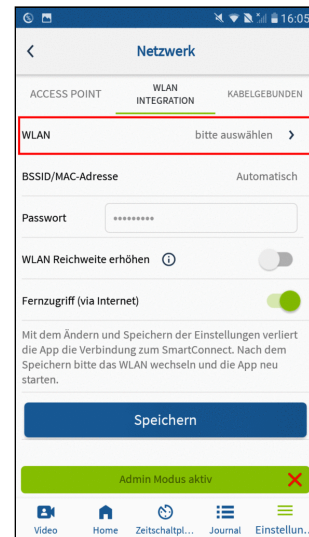 16:05
Netzwerk
ACCESS POINT
WLAN
INTEGRATION
KABELGEBUNDEN
WLAN bitte auswählen
BSSID/MAC-Adresse Automatisch
Passwort •••••••••
WLAN Reichweite erhöhen
Fernzugriff (via Internet)
Mit dem Ändern und Speichern der Einstellungen verliert
die App die Verbindung zum SmartConnect. Nach dem
Speichern bitte das WLAN wechseln und die App neu
starten.
Speichern
Admin Modus aktiv
Video Home Zeitschaltpl... Journal Einstellun...